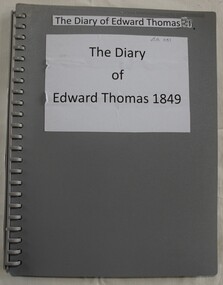 The Diary of Edward Thomas
The Diary
of
Edward Thomas 1849